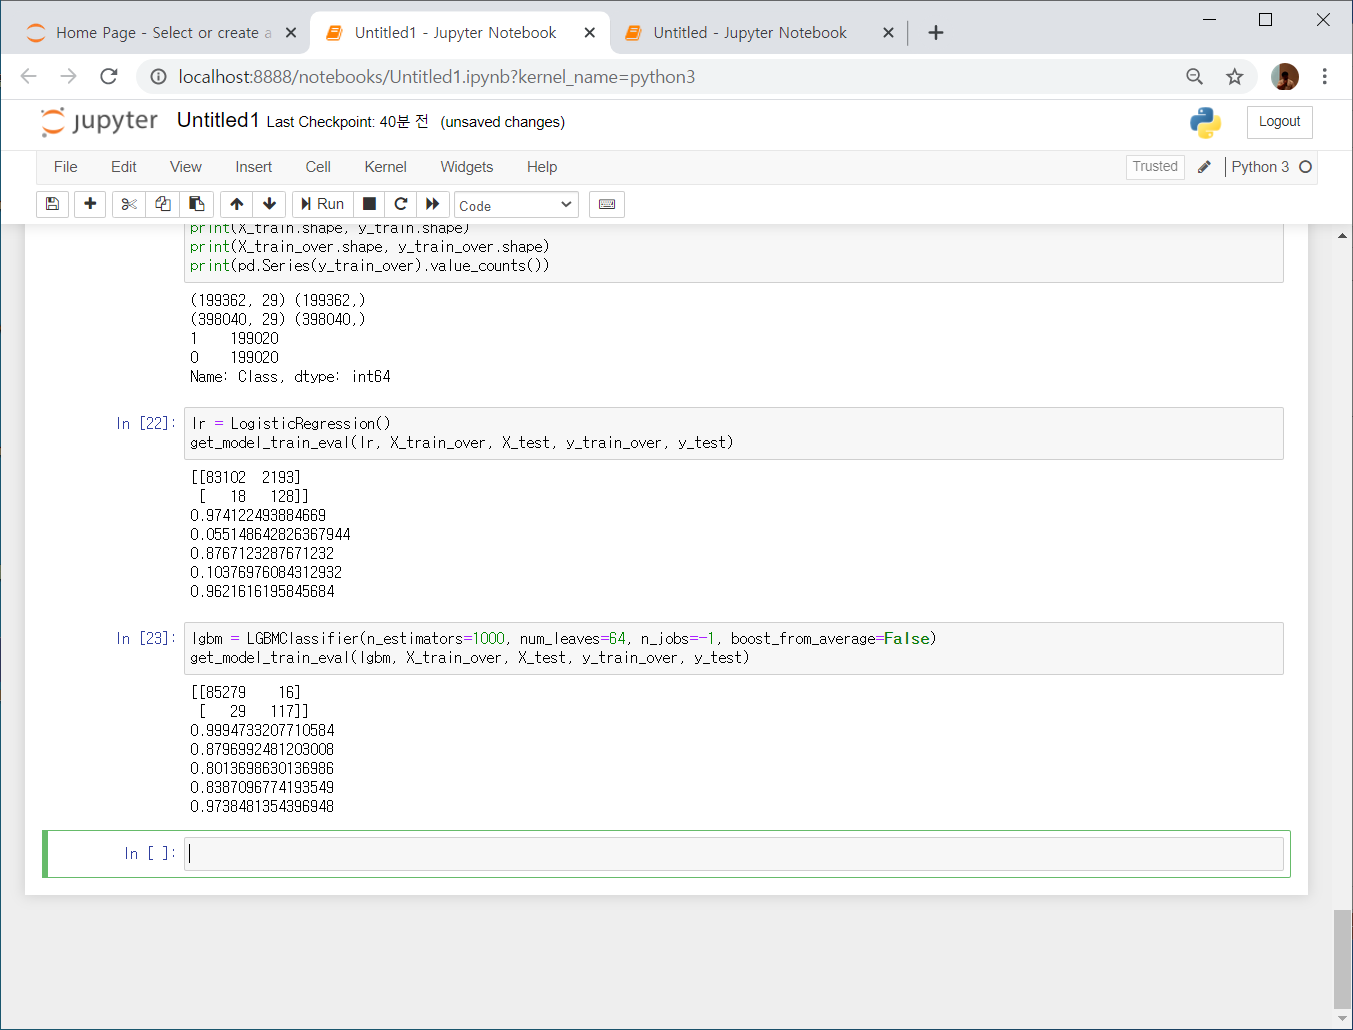 Home Page - Select or create a
Untitled1 - Jupyter Notebook
Untitled - Jupyter Notebook
localhost:8888/notebooks/Untitled1.ipynb?kernel_name=python3
jupyter Untitled1 Last Checkpoint: 40분 전 (unsaved changes)
Logout
File Edit View Insert Cell Kernel Widgets Help
Trusted Python 3
Run Code
print(X_train.shape, y_train.shape)
print(X_train_over.shape, y_train_over.shape)
print(pd.Series(y_train_over).value_counts())
(199362, 29) (199362,)
(398040, 29) (398040,)
1    199020
0    199020
Name: Class, dtype: int64
In [22]: lr = LogisticRegression()
get_model_train_eval(lr, X_train_over, X_test, y_train_over, y_test)
[[83102  2193]
 [   18   128]]
0.974122493884669
0.055148642826367944
0.8767123287671232
0.10376976084312932
0.9621616195845684
In [23]: lgbm = LGBMClassifier(n_estimators=1000, num_leaves=64, n_jobs=-1, boost_from_average=False)
get_model_train_eval(lgbm, X_train_over, X_test, y_train_over, y_test)
[[85279    16]
 [   29   117]]
0.9994733207710584
0.8796992481203008
0.8013698630136986
0.8387096774193549
0.9738481354396948
In [ ]: